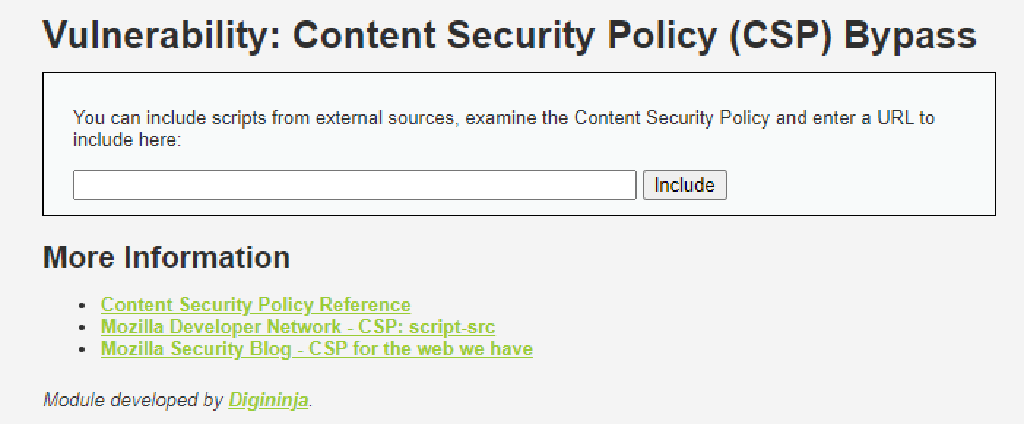 Vulnerability: Content Security Policy (CSP) Bypass
You can include scripts from external sources, examine the Content Security Policy and enter a URL to
include here:
Include
More Information
Content Security Policy Reference
Mozilla Developer Network - CSP: script-src
Mozilla Security Blog - CSP for the web we have
Module developed by Digininja.